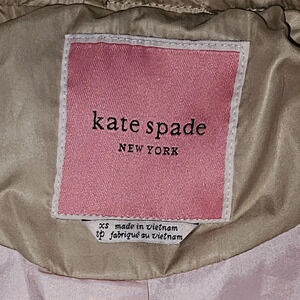 kate spade
NEW YORK
XS made in vietnam
TP fabriqué au vietnam